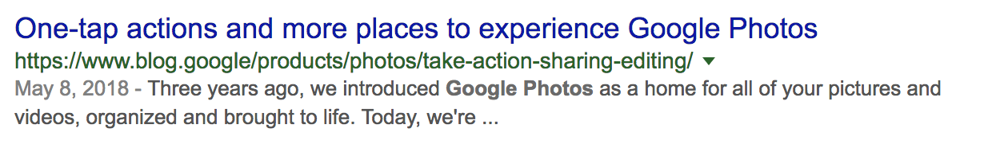 One-tap actions and more places to experience Google Photos
https://www.blog.google/products/photos/take-action-sharing-editing/
May 8, 2018 - Three years ago, we introduced Google Photos as a home for all of your pictures and
videos, organized and brought to life. Today, we're ...